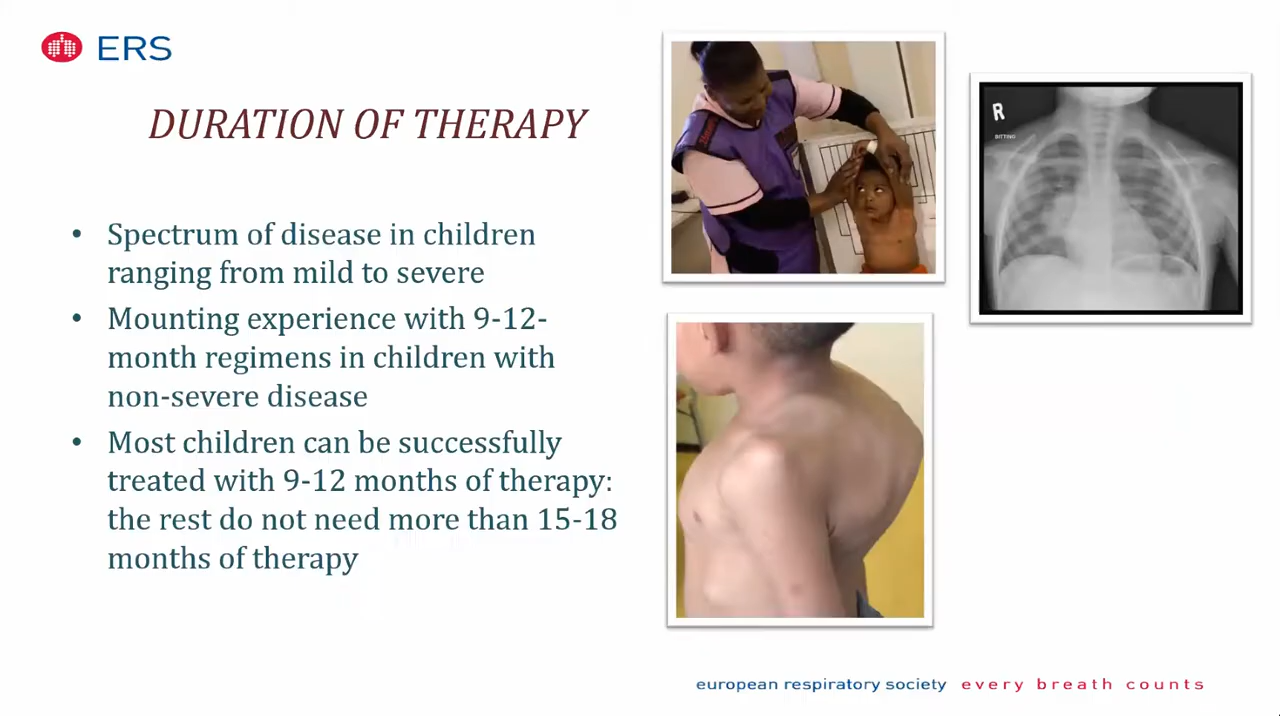 ERS
DURATION OF THERAPY
• Spectrum of disease in children
ranging from mild to severe
• Mounting experience with 9-12-
month regimens in children with
non-severe disease
• Most children can be successfully
treated with 9-12 months of therapy:
the rest do not need more than 15-18
months of therapy
R
SITTING
european respiratory society every breath counts